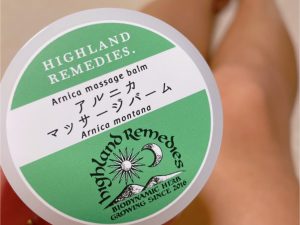 HIGHLAND
REMEDIES.
Arnica massage balm
アルニカ
マッサージバーム
Arnica montana
highland Remedies
BIODYNAMIC HERB
GROWING SINCE 2016